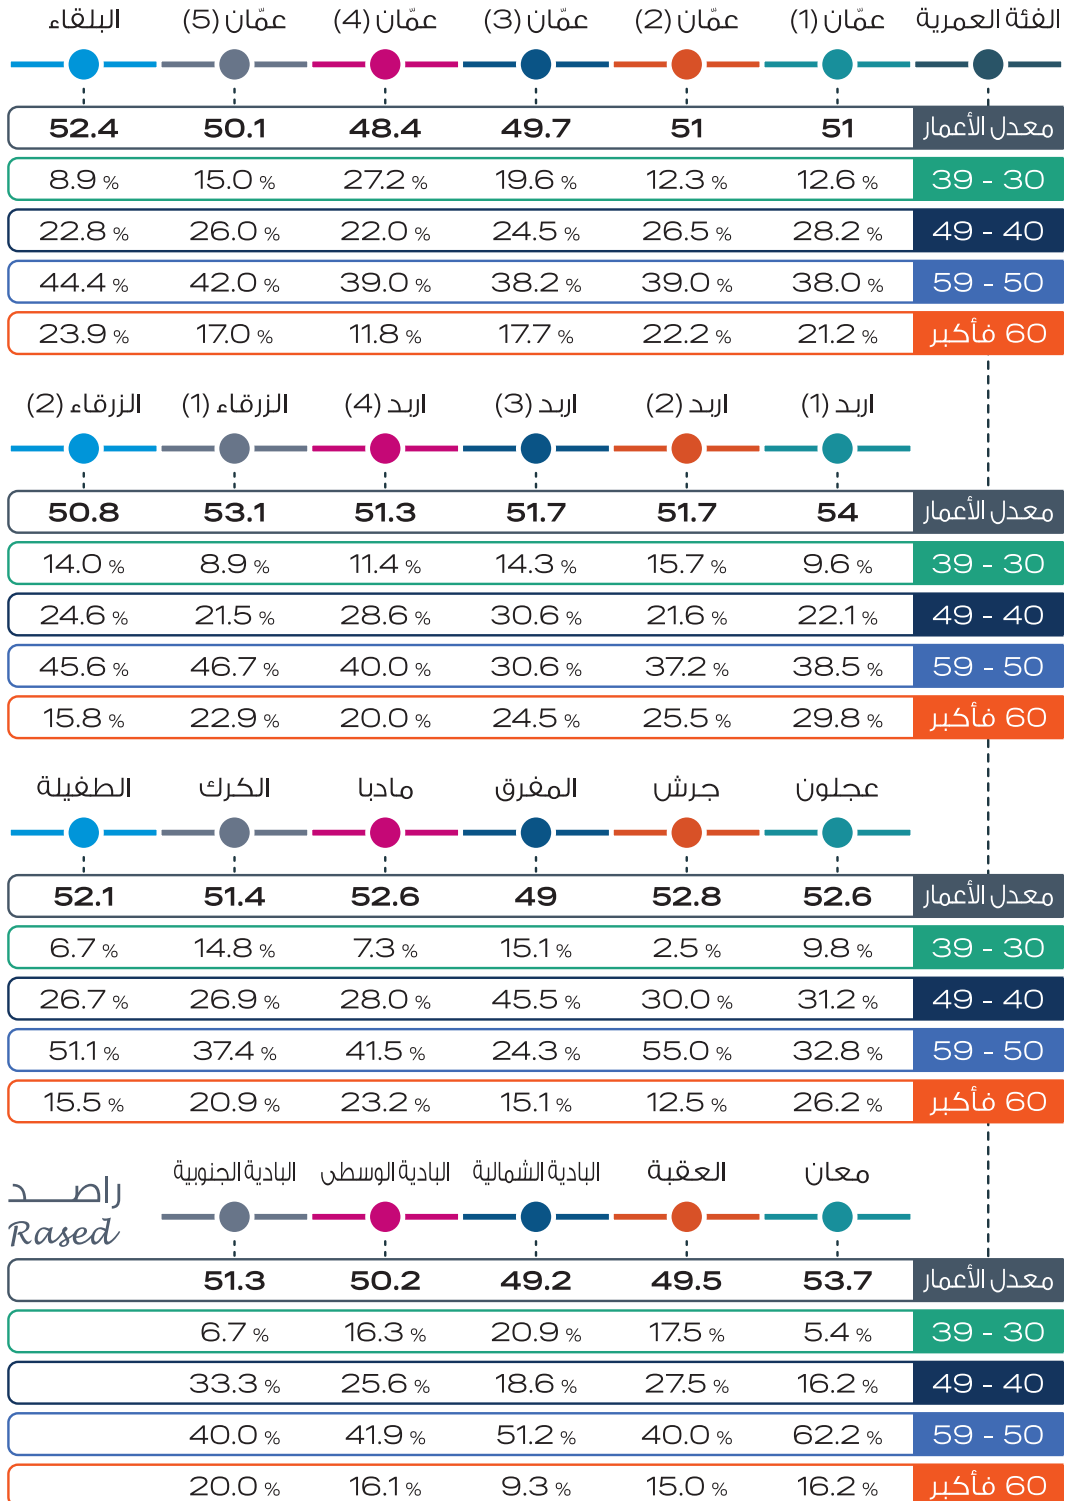 الفئة العمرية عمّان (1) عمّان (2) عمّان (3) عمّان (4) عمّان (5) البلقاء
معدل الأعمار 51 51 49.7 48.4 50.1 52.4
39 - 30 12.6 % 12.3 % 19.6 % 27.2 % 15.0 % 8.9 %
49 - 40 28.2 % 26.5 % 24.5 % 22.0 % 26.0 % 22.8 %
59 - 50 38.0 % 39.0 % 38.2 % 39.0 % 42.0 % 44.4 %
60 فأكبر 21.2 % 22.2 % 17.7 % 11.8 % 17.0 % 23.9 %
اربد (1) اربد (2) اربد (3) اربد (4) الزرقاء (1) الزرقاء (2)
معدل الأعمار 54 51.7 51.7 51.3 53.1 50.8
39 - 30 9.6 % 15.7 % 14.3 % 11.4 % 8.9 % 14.0 %
49 - 40 22.1 % 21.6 % 30.6 % 28.6 % 21.5 % 24.6 %
59 - 50 38.5 % 37.2 % 30.6 % 40.0 % 46.7 % 45.6 %
60 فأكبر 29.8 % 25.5 % 24.5 % 20.0 % 22.9 % 15.8 %
عجلون جرش المفرق مادبا الكرك الطفيلة
معدل الأعمار 52.6 52.8 49 52.6 51.4 52.1
39 - 30 9.8 % 2.5 % 15.1 % 7.3 % 14.8 % 6.7 %
49 - 40 31.2 % 30.0 % 45.5 % 28.0 % 26.9 % 26.7 %
59 - 50 32.8 % 55.0 % 24.3 % 41.5 % 37.4 % 51.1 %
60 فأكبر 26.2 % 12.5 % 15.1 % 23.2 % 20.9 % 15.5 %
معان العقبة البادية الشمالية البادية الوسطى البادية الجنوبية
راصد
Rased
معدل الأعمار 53.7 49.5 49.2 50.2 51.3
39 - 30 5.4 % 17.5 % 20.9 % 16.3 % 6.7 %
49 - 40 16.2 % 27.5 % 18.6 % 25.6 % 33.3 %
59 - 50 62.2 % 40.0 % 51.2 % 41.9 % 40.0 %
60 فأكبر 16.2 % 15.0 % 9.3 % 16.1 % 20.0 %